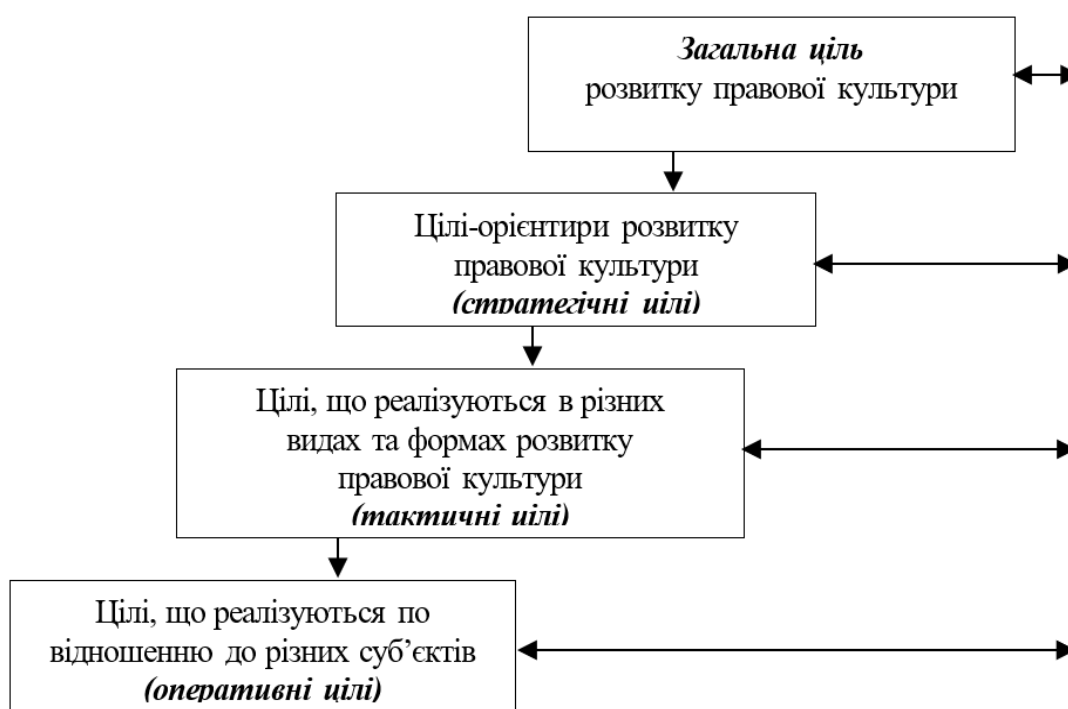 Загальна ціль
розвитку правової культури
Цілі-орієнтири розвитку
правової культури
(стратегічні цілі)
Цілі, що реалізуються в різних
видах та формах розвитку
правової культури
(тактичні цілі)
Цілі, що реалізуються по
відношенню до різних суб’єктів
(оперативні цілі)